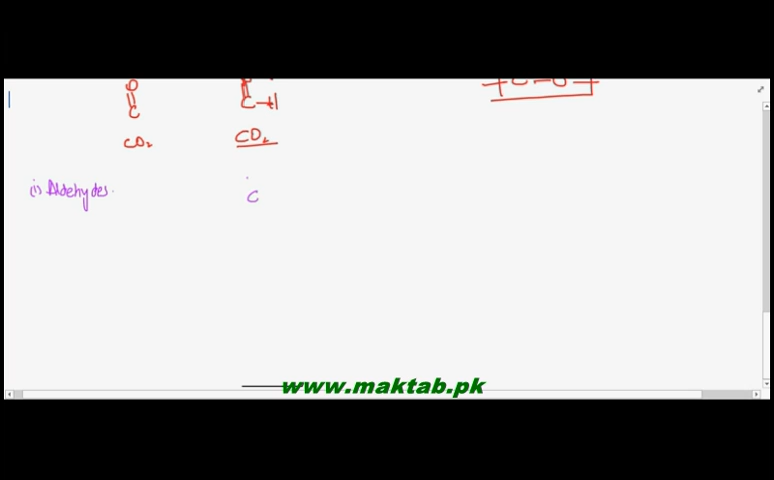 O
C C-H C-O
CO2 CO2
(i) Aldehydes.
C
www.maktab.pk